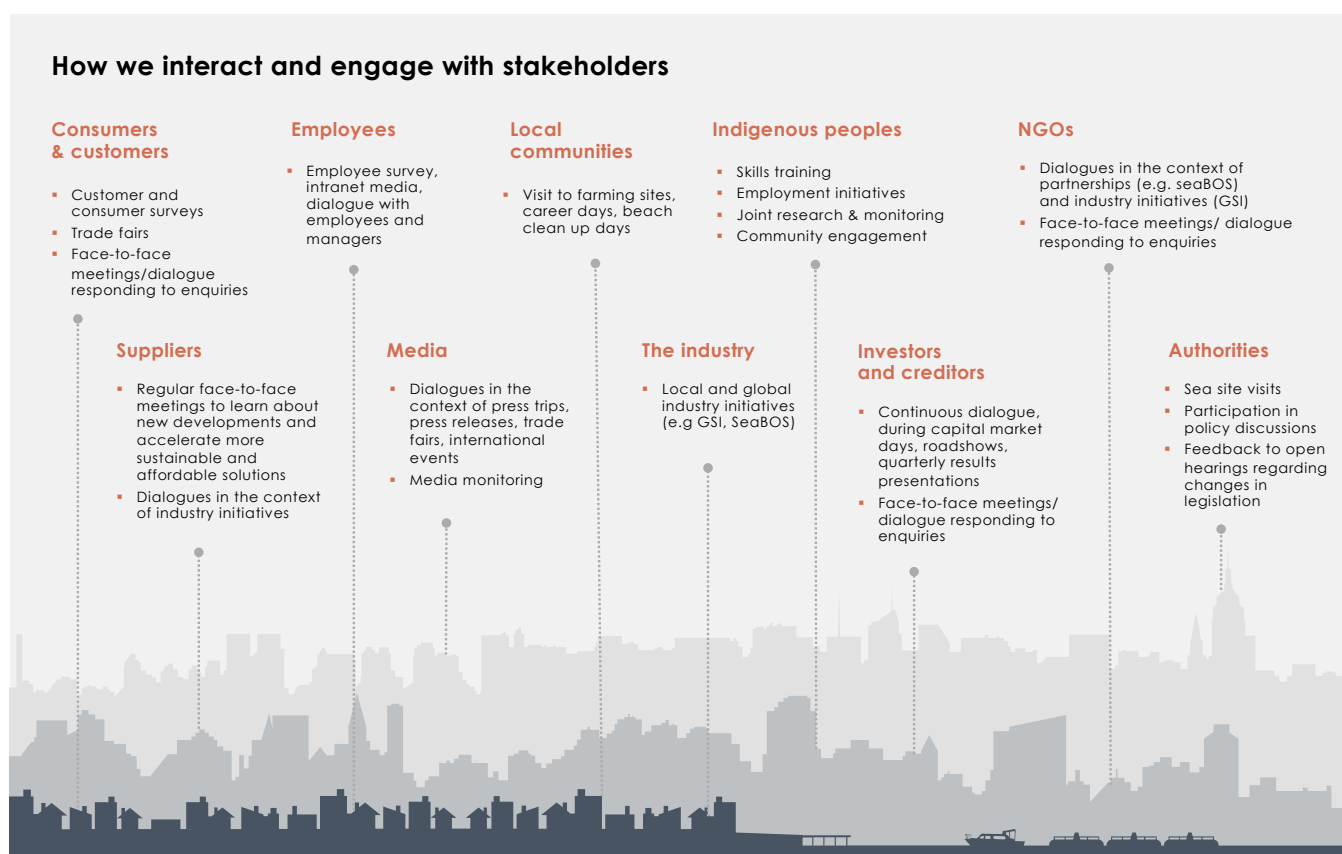 How we interact and engage with stakeholders
Consumers
& customers
▪ Customer and
consumer surveys
▪ Trade fairs
▪ Face-to-face
meetings/dialogue
responding to enquiries
Employees
▪ Employee survey,
intranet media,
dialogue with
employees and
managers
Local
communities
▪ Visit to farming sites,
career days, beach
clean up days
Indigenous peoples
▪ Skills training
▪ Employment initiatives
▪ Joint research & monitoring
▪ Community engagement
NGOs
▪ Dialogues in the context of
partnerships (e.g. seaBOS)
and industry initiatives (GSI)
▪ Face-to-face meetings/ dialogue
responding to enquiries
Suppliers
▪ Regular face-to-face
meetings to learn about
new developments and
accelerate more
sustainable and
affordable solutions
▪ Dialogues in the context
of industry initiatives
Media
▪ Dialogues in the
context of press trips,
press releases, trade
fairs, international
events
▪ Media monitoring
The industry
▪ Local and global
industry initiatives
(e.g GSI, SeaBOS)
Investors
and creditors
▪ Continuous dialogue,
during capital market
days, roadshows,
quarterly results
presentations
▪ Face-to-face meetings/
dialogue responding to
enquiries
Authorities
▪ Sea site visits
▪ Participation in
policy discussions
▪ Feedback to open
hearings regarding
changes in
legislation